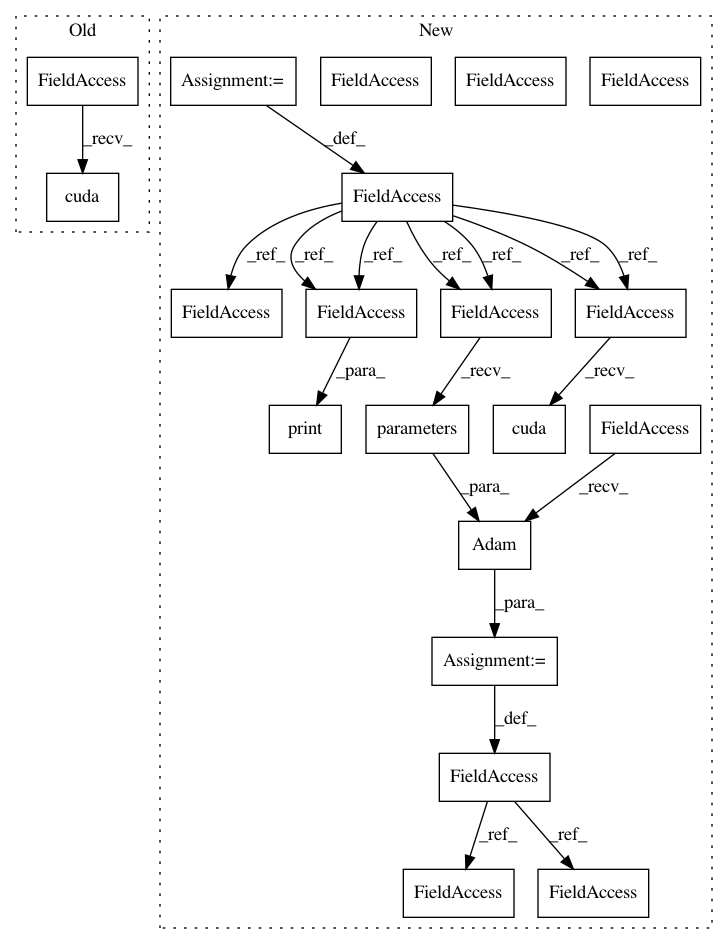 Old
New
FieldAccess
Assignment:=
FieldAccess
FieldAccess
FieldAccess
_recv_
_def_
cuda
FieldAccess
_ref_
_ref_
_ref_
_ref_
_ref_
_ref_
_ref_
FieldAccess
FieldAccess
FieldAccess
FieldAccess
_para_
_recv_
_recv_
print
parameters
cuda
FieldAccess
_para_
_recv_
Adam
_para_
Assignment:=
_def_
FieldAccess
_ref_
_ref_
FieldAccess
FieldAccess